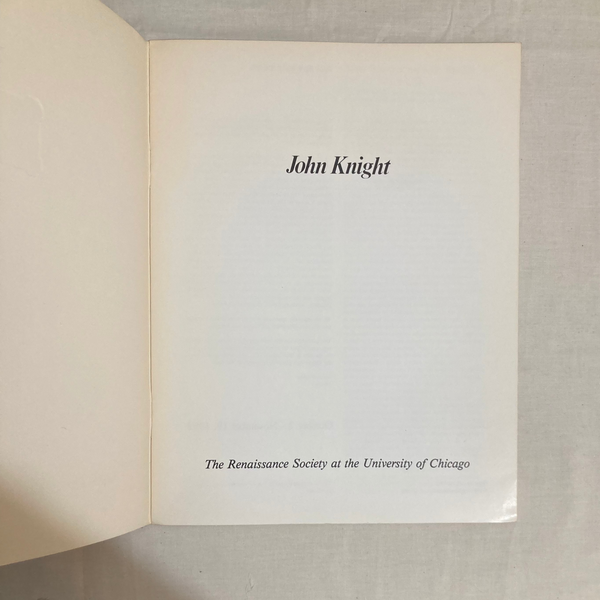 John Knight
The Renaissance Society at the University of Chicago